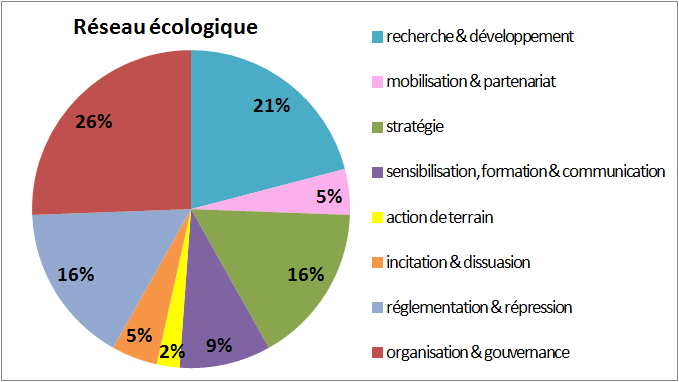 Réseau écologique
21%
5%
16%
9%
2%
5%
16%
26%
recherche & développement
mobilisation & partenariat
stratégie
sensibilisation, formation & communication
action de terrain
incitation & dissuasion
réglementation & répression
organisation & gouvernance